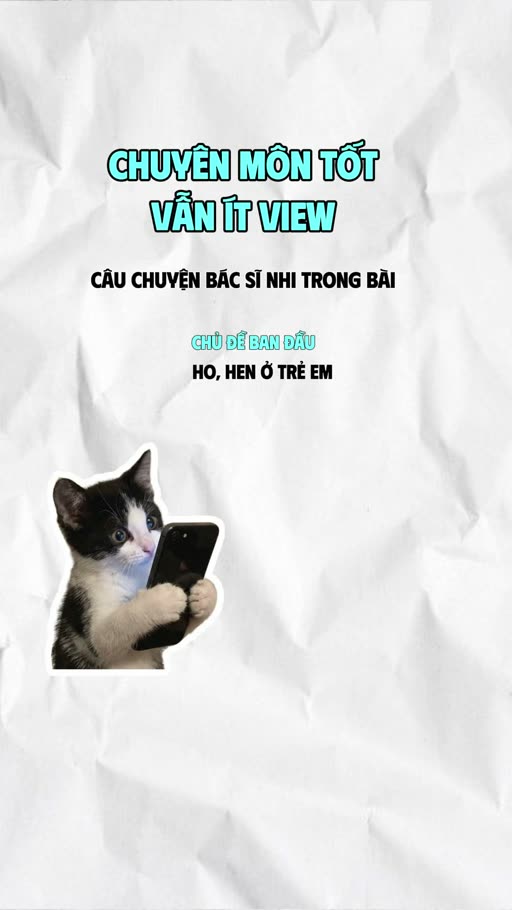 CHUYÊN MÔN TỐT
VẪN ÍT VIEW
CÂU CHUYỆN BÁC SĨ NHI TRONG BÀI
CHỦ ĐỀ BAN ĐẦU
HO, HEN Ở TRẺ EM